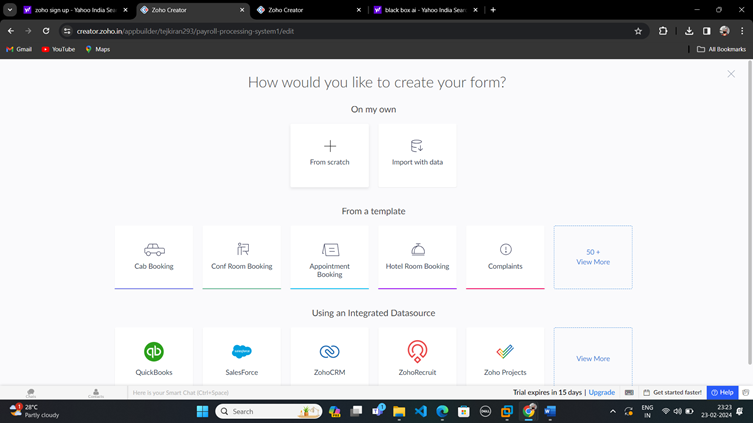 zoho sign up - Yahoo India Sear
Zoho Creator
Zoho Creator
black box ai - Yahoo India Sear
creator.zoho.in/appbuilder/tejkiran293/payroll-processing-system1/edit
Gmail
YouTube
Maps
All Bookmarks
How would you like to create your form?
On my own
From scratch
Import with data
From a template
Cab Booking
Conf Room Booking
Appointment
Booking
Hotel Room Booking
Complaints
50 +
View More
Using an Integrated Datasource
QuickBooks
SalesForce
ZohoCRM
ZohoRecruit
Zoho Projects
View More
Here is your Smart Chat (Ctrl+Space)
Trial expires in 15 days | Upgrade
Get started faster!
Help
28°C
Partly cloudy
Search
ENG
IN
23:23
23-02-2024